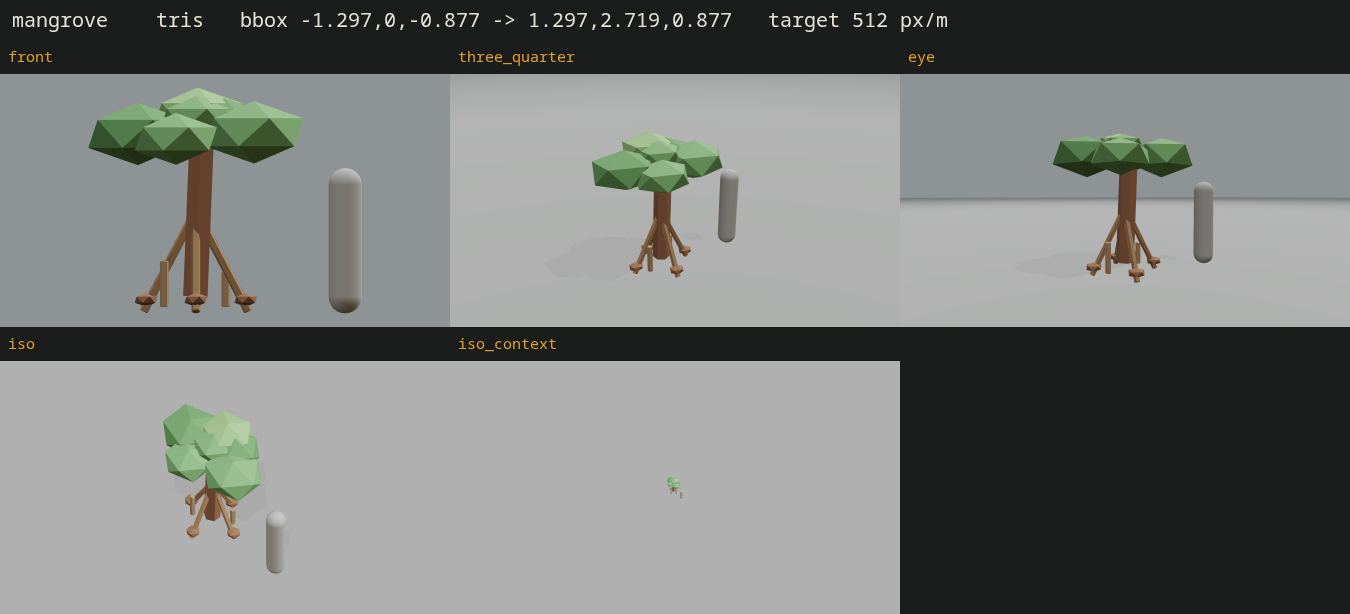 mangrove tris bbox -1.297,0,-0.877 -> 1.297,2.719,0.877 target 512 px/m
front three_quarter eye
iso iso_context